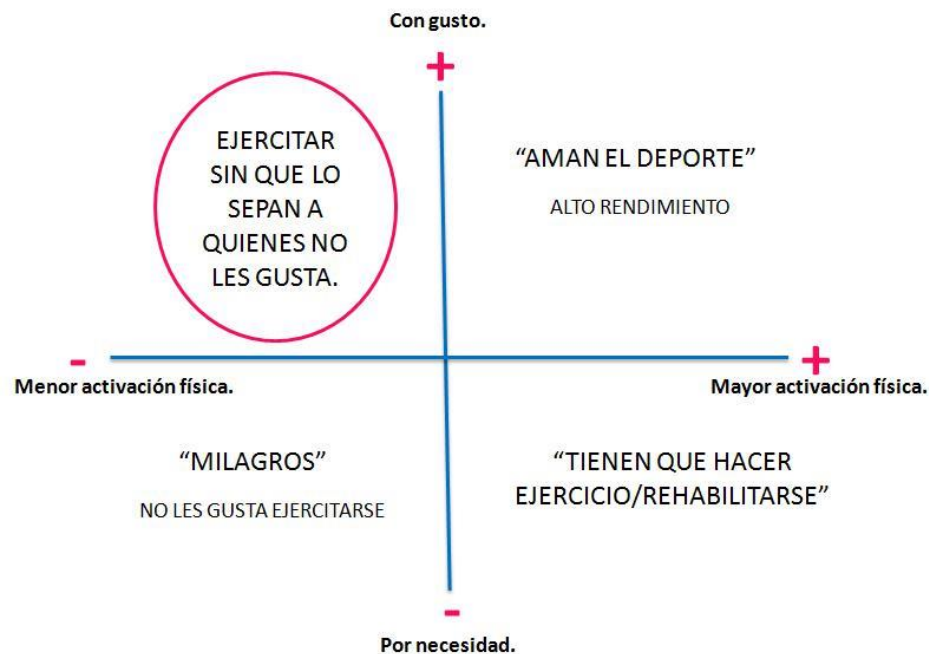 Con gusto.
+
EJERCITAR
SIN QUE LO
SEPAN A
QUIENES NO
LES GUSTA.
“AMAN EL DEPORTE”
ALTO RENDIMIENTO
-
+
Menor activación física.
Mayor activación física.
“MILAGROS”
NO LES GUSTA EJERCITARSE
“TIENEN QUE HACER
EJERCICIO/REHABILITARSE”
-
Por necesidad.